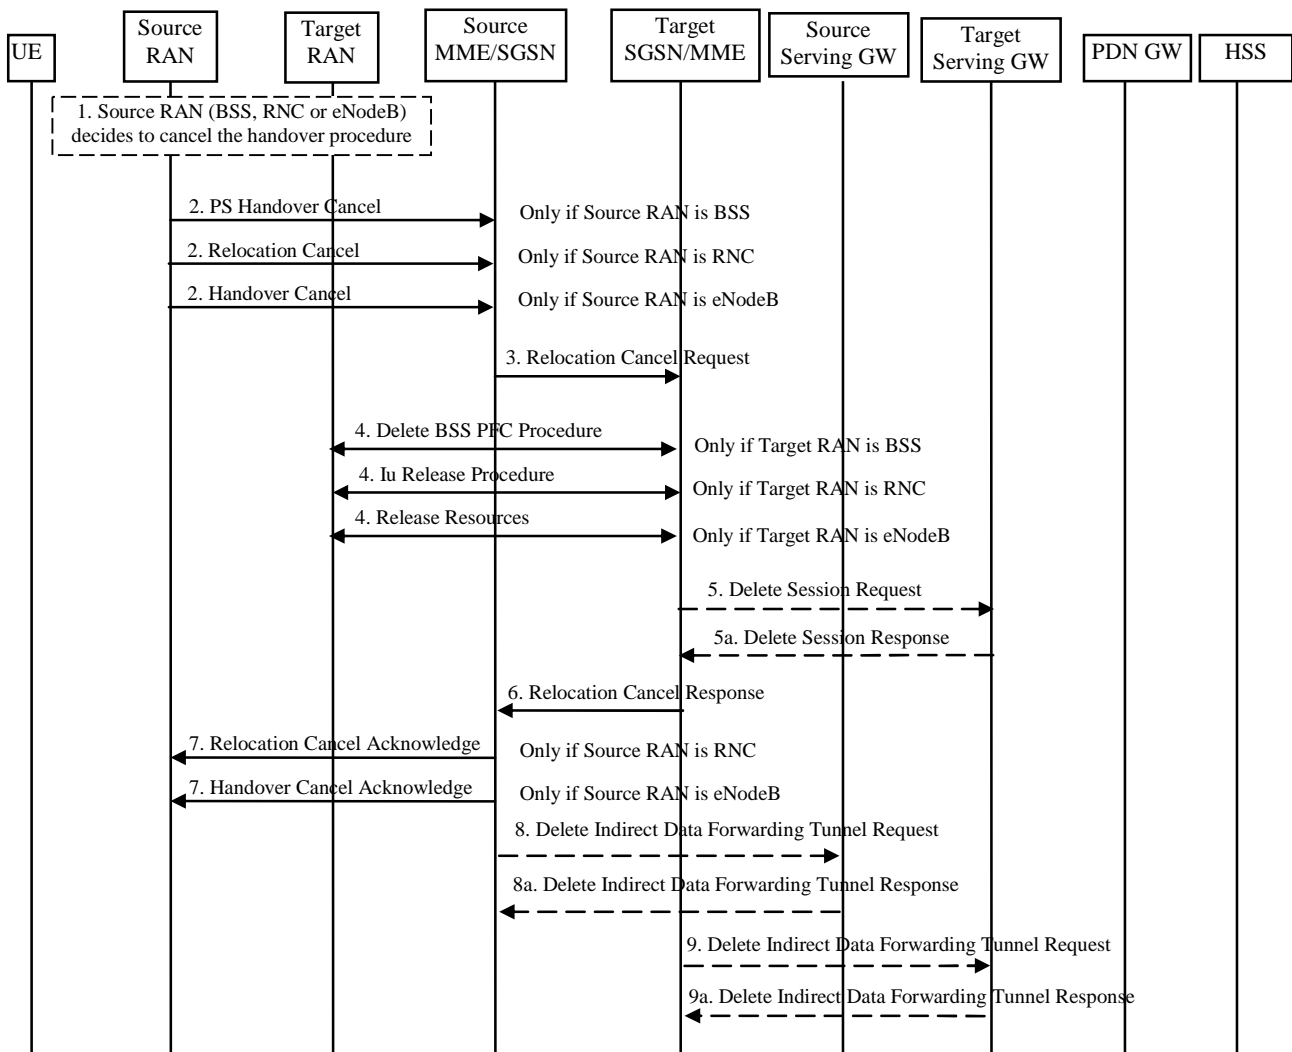 UE
Source
RAN
Target
RAN
Source
MME/SGSN
Target
SGSN/MME
Source
Serving GW
Target
Serving GW
PDN GW
HSS
1. Source RAN (BSS, RNC or eNodeB)
decides to cancel the handover procedure
2. PS Handover Cancel
Only if Source RAN is BSS
2. Relocation Cancel
Only if Source RAN is RNC
2. Handover Cancel
Only if Source RAN is eNodeB
3. Relocation Cancel Request
4. Delete BSS PFC Procedure
Only if Target RAN is BSS
4. Iu Release Procedure
Only if Target RAN is RNC
4. Release Resources
Only if Target RAN is eNodeB
5. Delete Session Request
5a. Delete Session Response
6. Relocation Cancel Response
7. Relocation Cancel Acknowledge
Only if Source RAN is RNC
7. Handover Cancel Acknowledge
Only if Source RAN is eNodeB
8. Delete Indirect Data Forwarding Tunnel Request
8a. Delete Indirect Data Forwarding Tunnel Response
9. Delete Indirect Data Forwarding Tunnel Request
9a. Delete Indirect Data Forwarding Tunnel Response